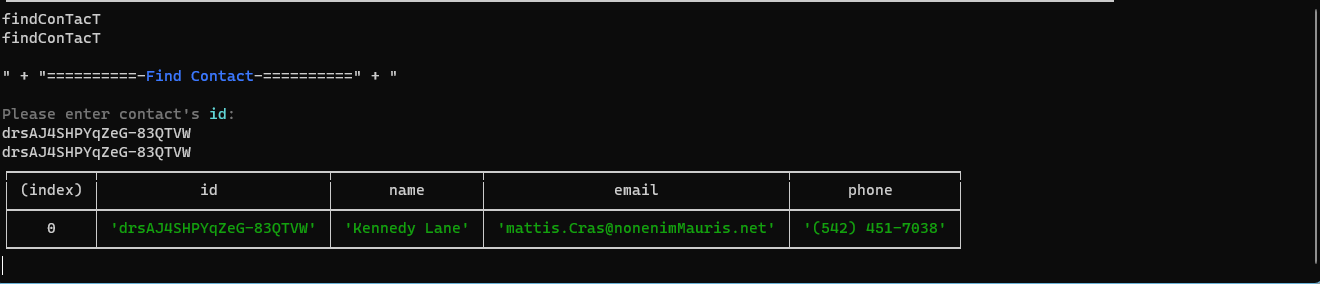 findConTacT
findConTacT
" + "==========-Find Contact-==========" + "
Please enter contact's id:
drsAJ4SHPYqZeG-83QTVW
drsAJ4SHPYqZeG-83QTVW
(index) id name email phone
0 'drsAJ4SHPYqZeG-83QTVW' 'Kennedy Lane' 'mattis.Cras@nonenimMauris.net' '(542) 451-7038'